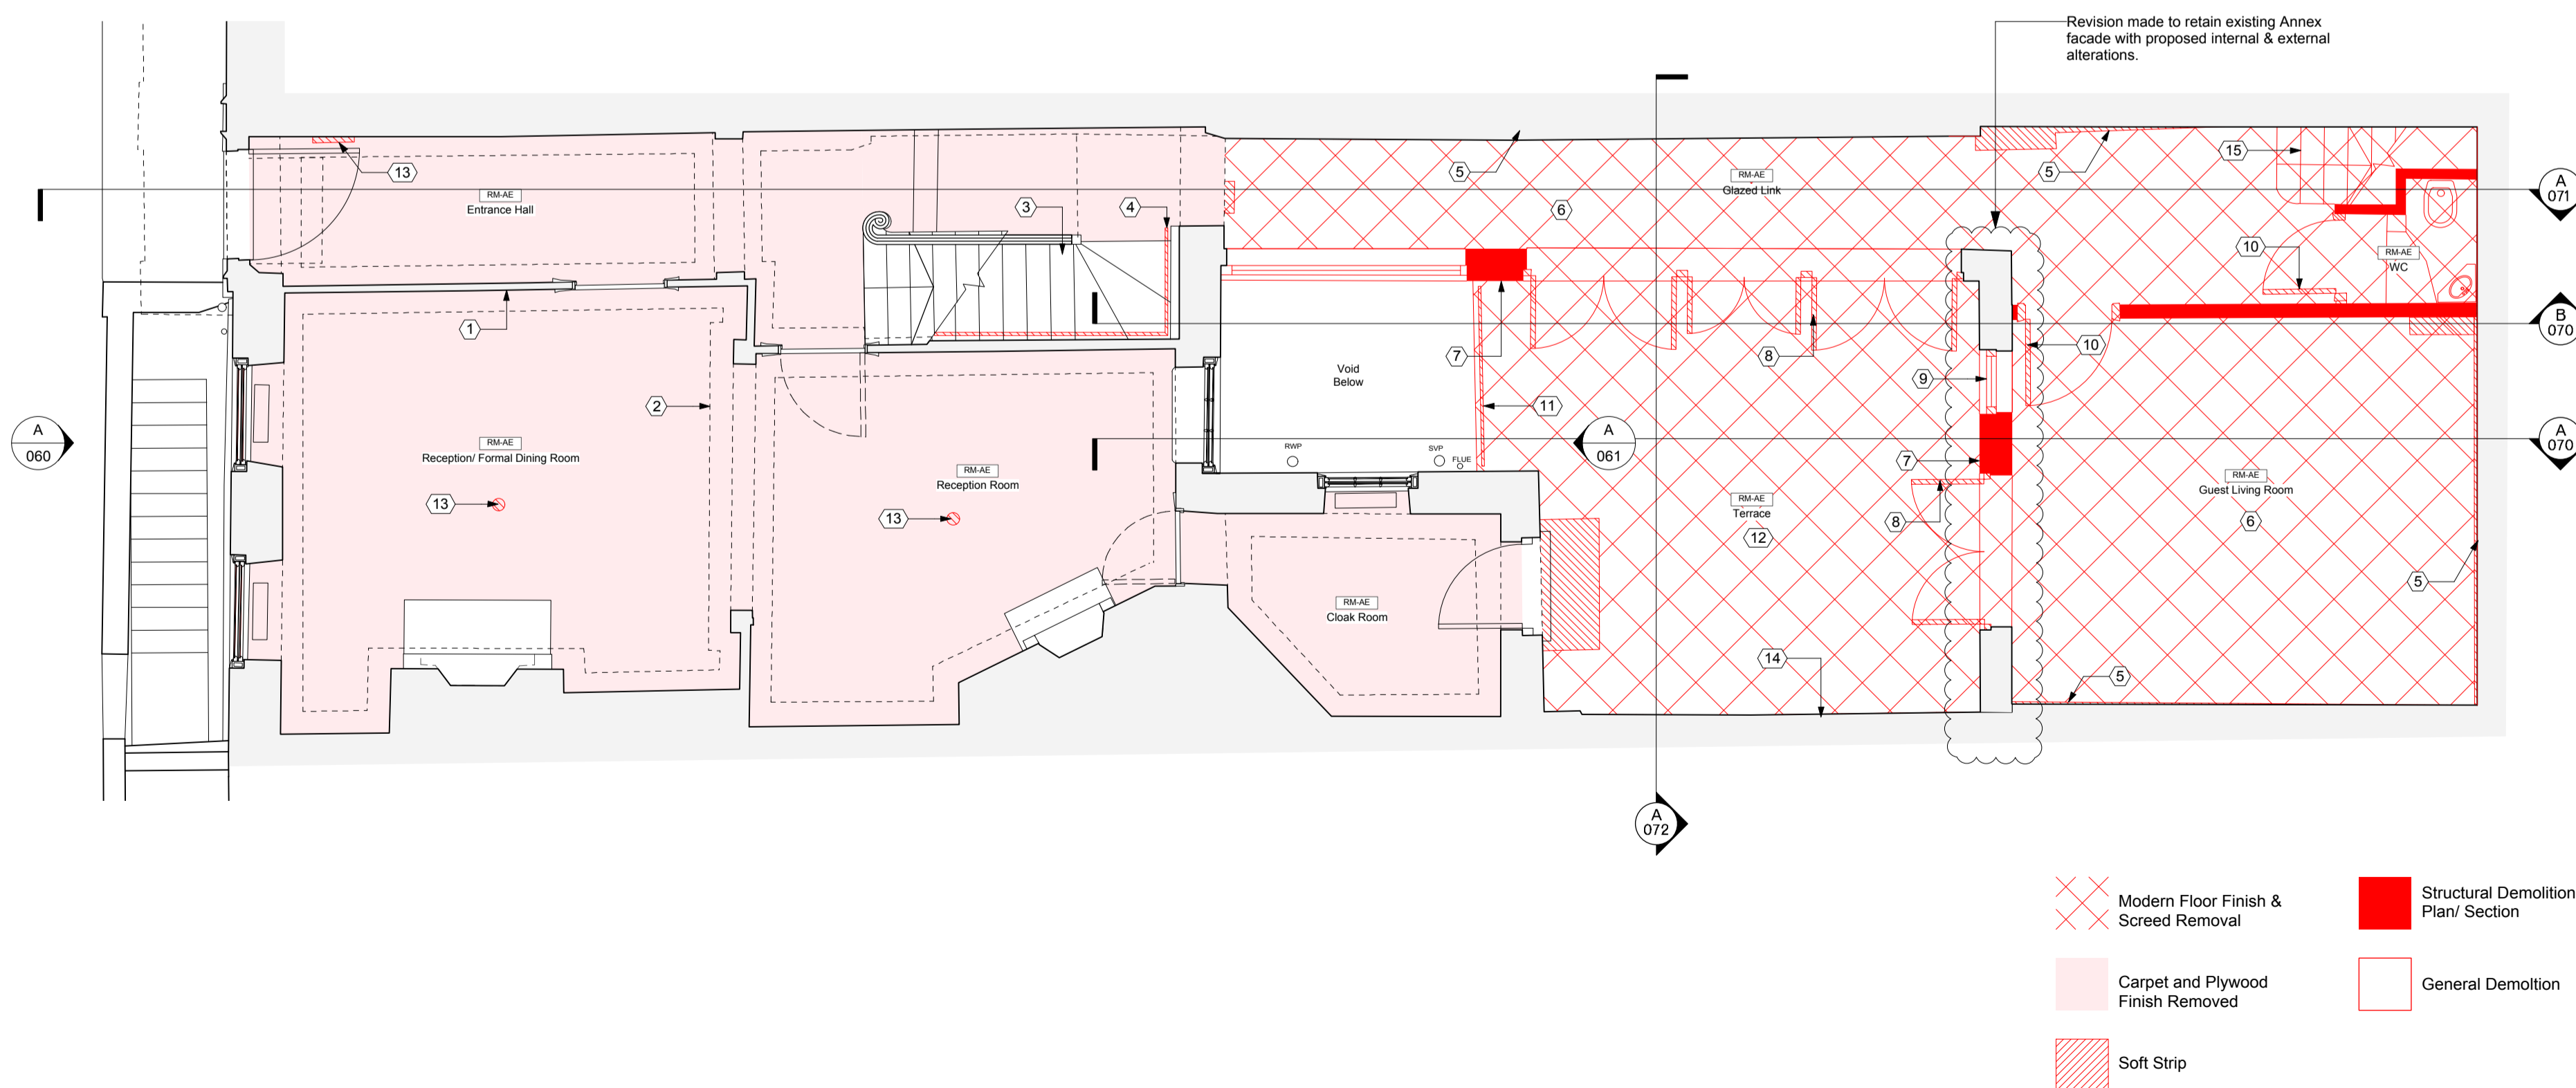 Revision made to retain existing Annex
facade with proposed internal & external
alterations.
13
RM-AE
Entrance Hall
3
4
5
RM-AE
Glazed Link
6
5
15
A
071
10
RM-AE
WC
1
2
Void
Below
7
8
9
10
B
070
11
A
060
RM-AE
Reception/ Formal Dining Room
13
RM-AE
Reception Room
13
RWP
SVP
FLUE
A
061
7
8
RM-AE
Terrace
12
RM-AE
Guest Living Room
6
A
070
5
RM-AE
Cloak Room
14
5
A
072
Modern Floor Finish &
Screed Removal
Structural Demolition
Plan/ Section
Carpet and Plywood
Finish Removed
General Demoltion
Soft Strip